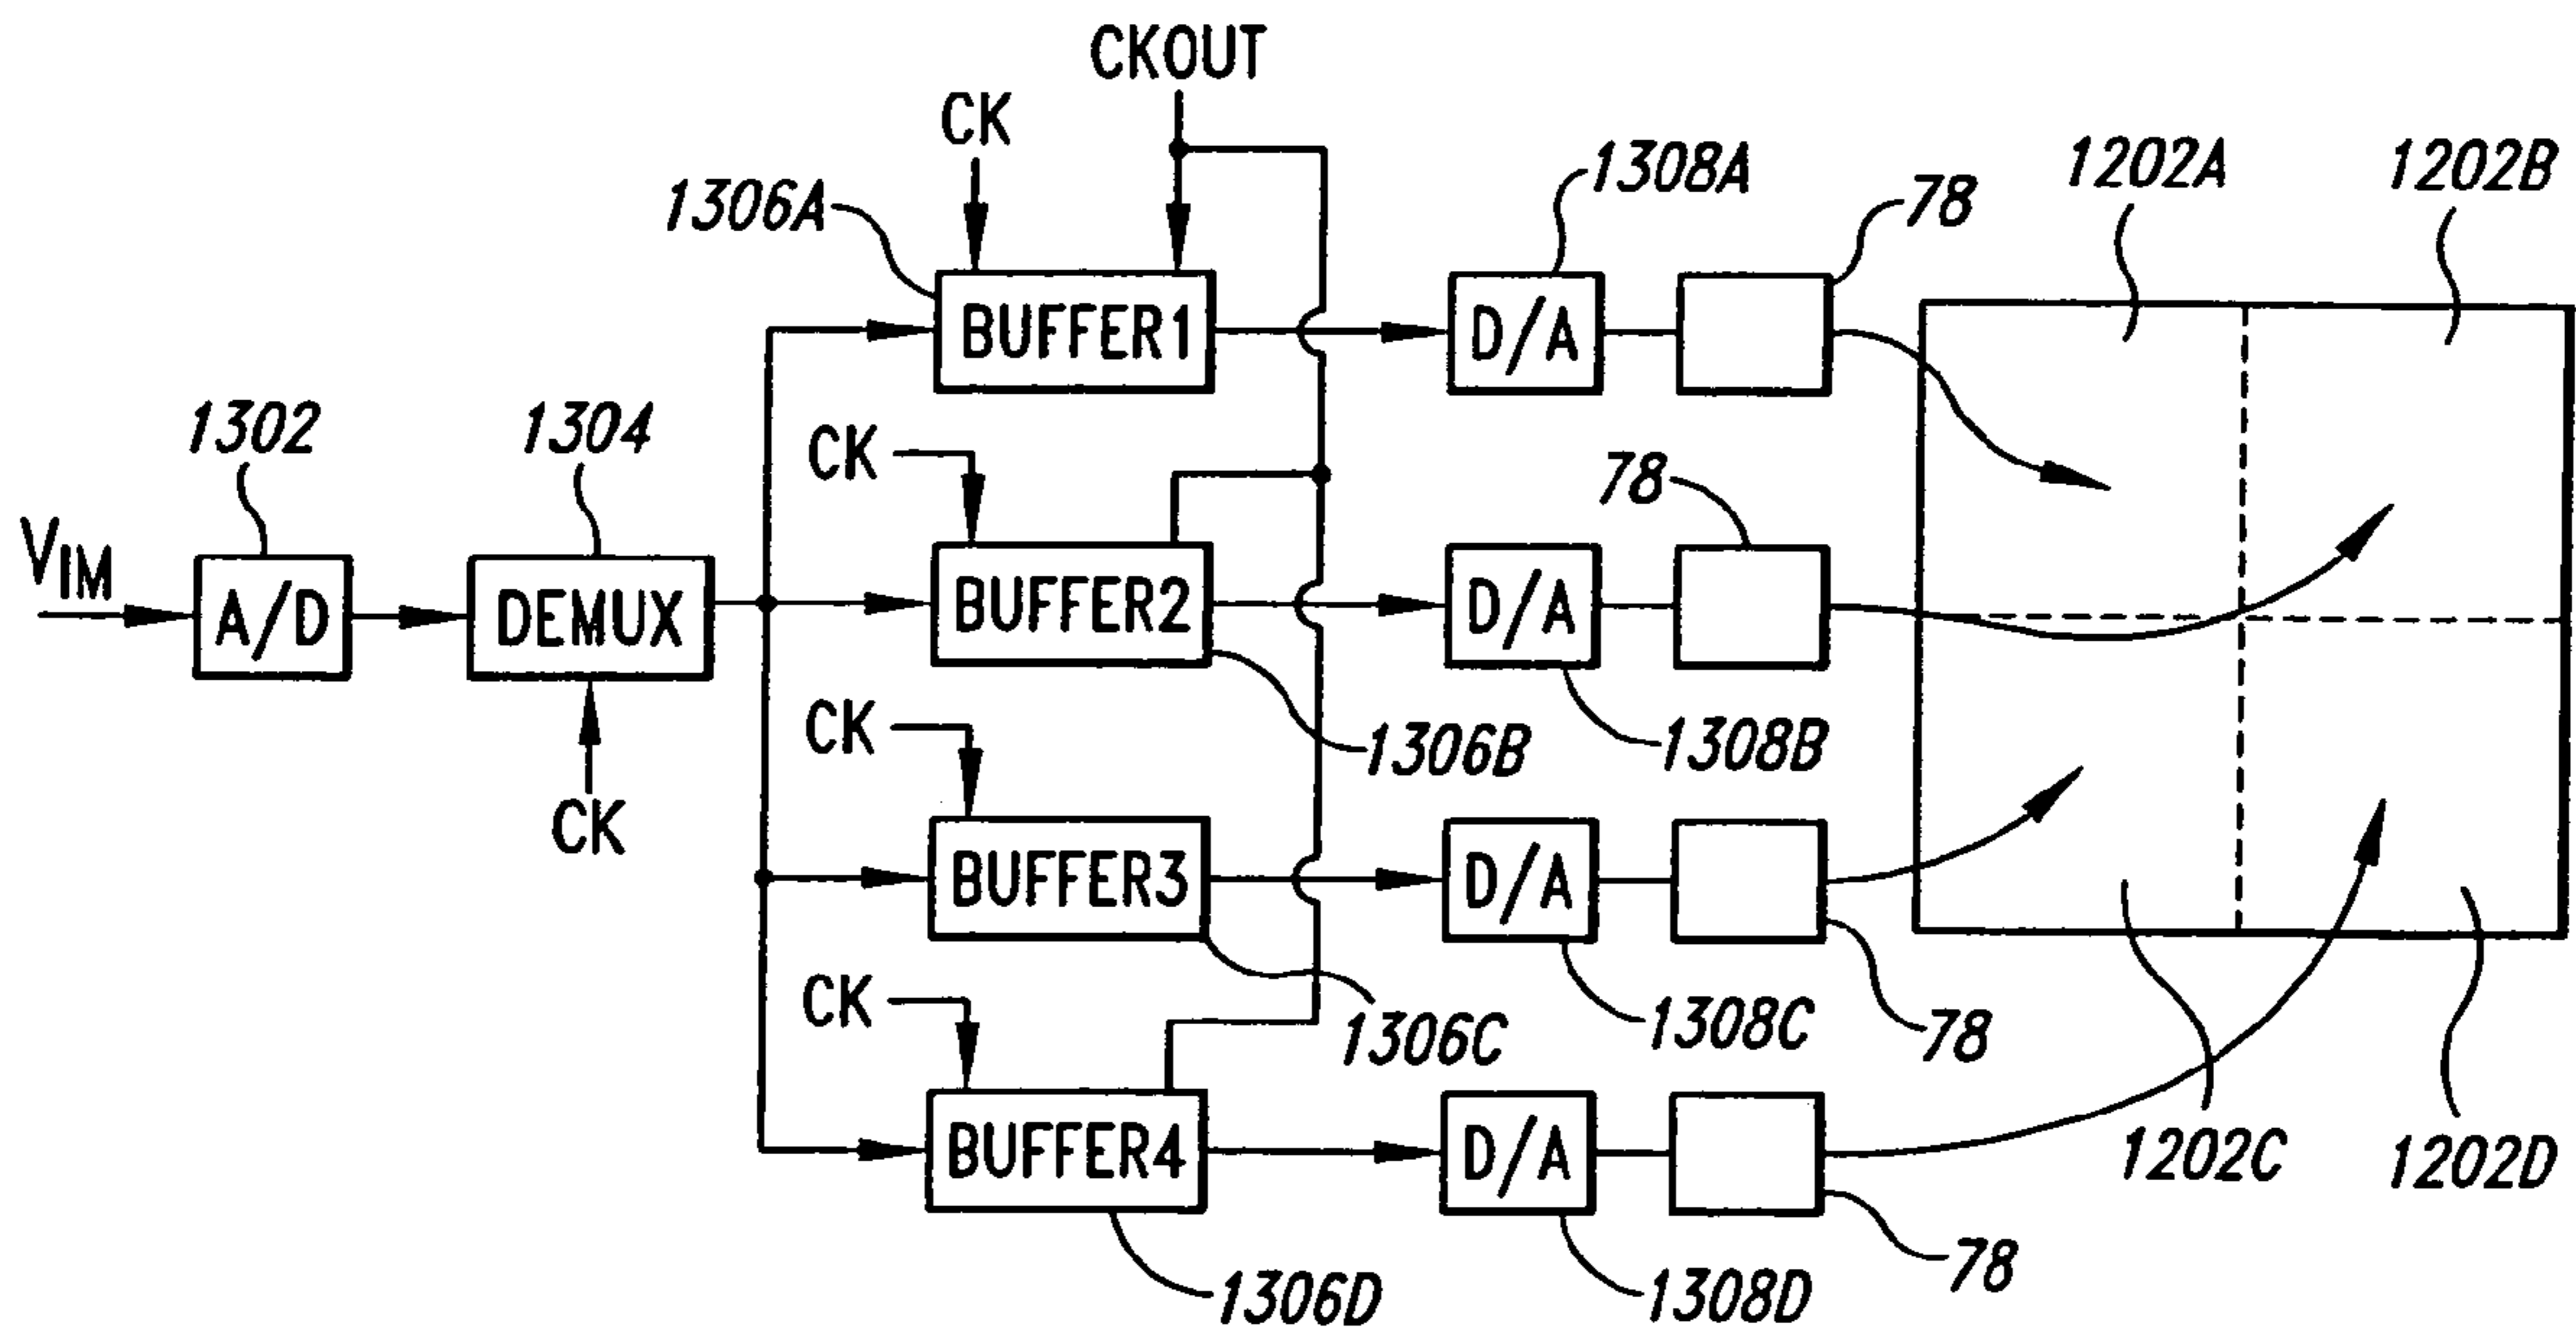 CKOUT
CK
1308A
1202A
1202B
1306A
78
BUFFER1
D/A
1302
1304
CK
78
VIM
A/D
DEMUX
BUFFER2
D/A
CK
1306B
1308B
CK
BUFFER3
D/A
CK
1306C
1308C
78
BUFFER4
D/A
1202C
1202D
1306D
1308D
78